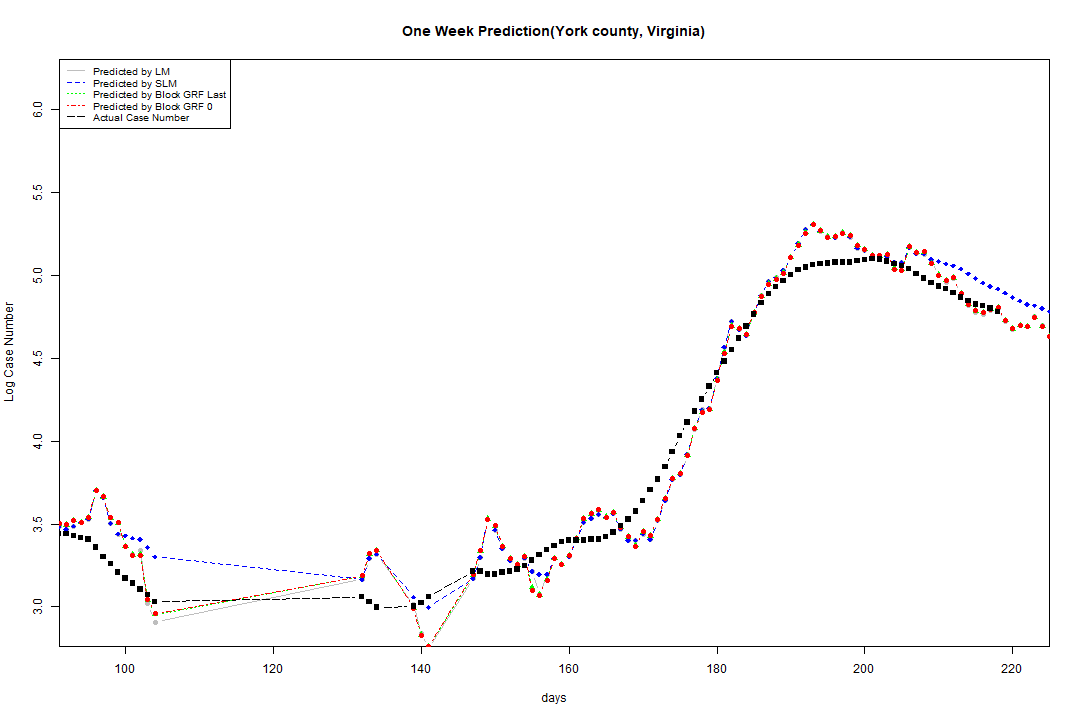 One Week Prediction(York county, Virginia)
Predicted by LM
Predicted by SLM
Predicted by Block GRF Last
Predicted by Block GRF 0
Actual Case Number
Log Case Number
6.0
5.5
5.0
4.5
4.0
3.5
3.0
100 120 140 160 180 200 220
days